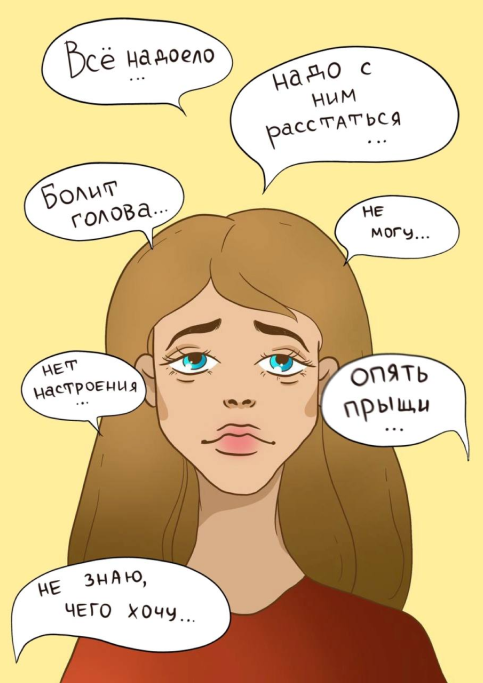 Всё надоело
...
надо с
ним
расстаться
...
Болит
голова...
не
могу...
нет
настроения
...
опять
прыщи
...
не знаю,
чего хочу...